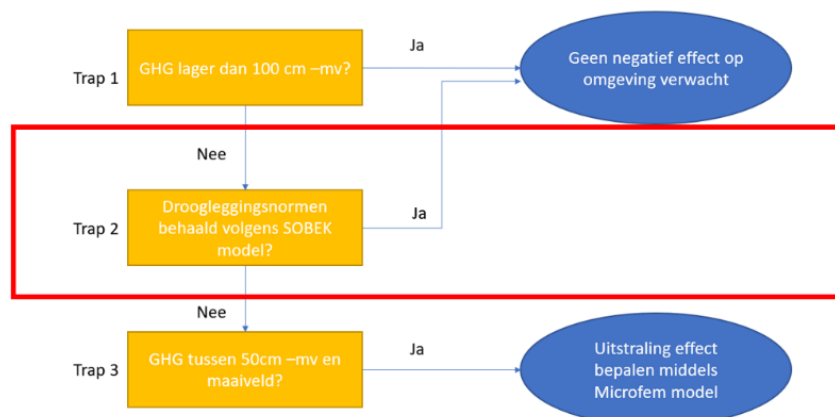 Trap 1
GHG lager dan 100 cm –mv?
Ja
Geen negatief effect op
omgeving verwacht
Nee
Trap 2
Droogleggingsnormen
behaald volgens SOBEK
model?
Ja
Nee
Trap 3
GHG tussen 50cm –mv en
maaiveld?
Ja
Uitstraling effect
bepalen middels
Microfem model